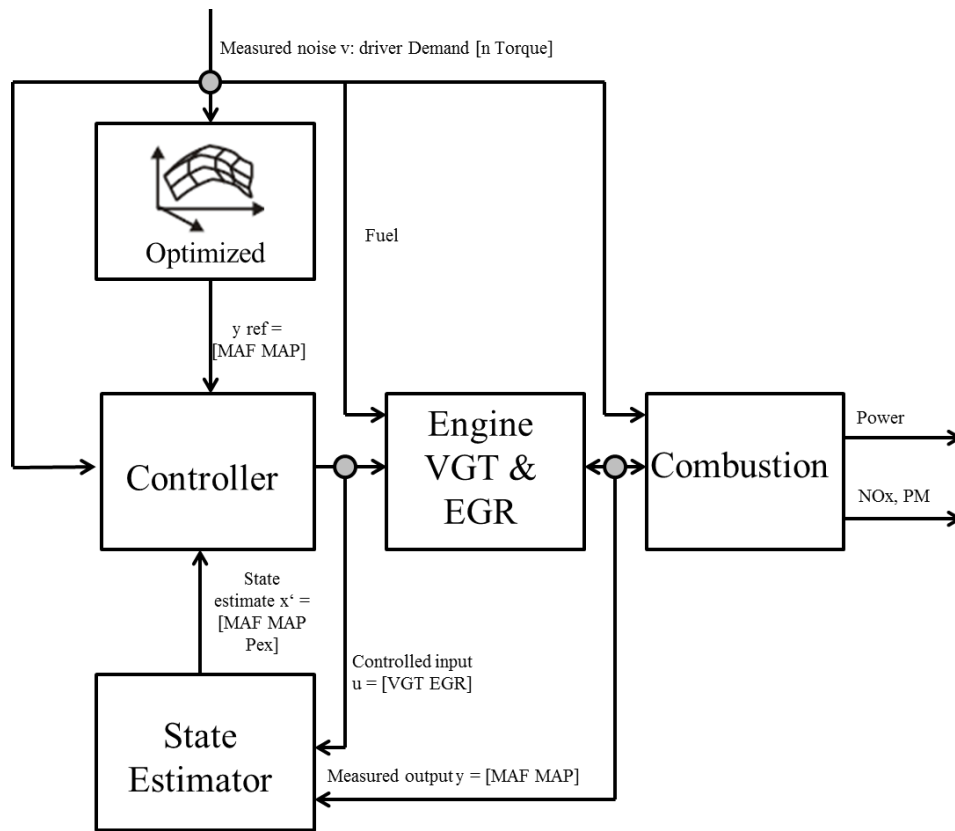 Measured noise v: driver Demand [n Torque]
Optimized
Fuel
y ref =
[MAF MAP]
Controller
Engine
VGT &
EGR
Combustion
Power
NOx, PM
State
estimate x‘ =
[MAF MAP
Pex]
Controlled input
u = [VGT EGR]
State
Estimator
Measured output y = [MAF MAP]